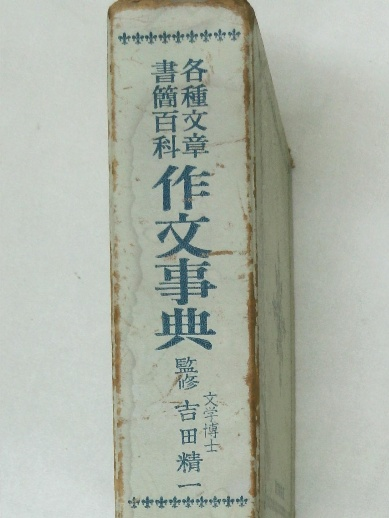 各種文章
書簡百科
作文事典
文学博士
監修 吉田精一